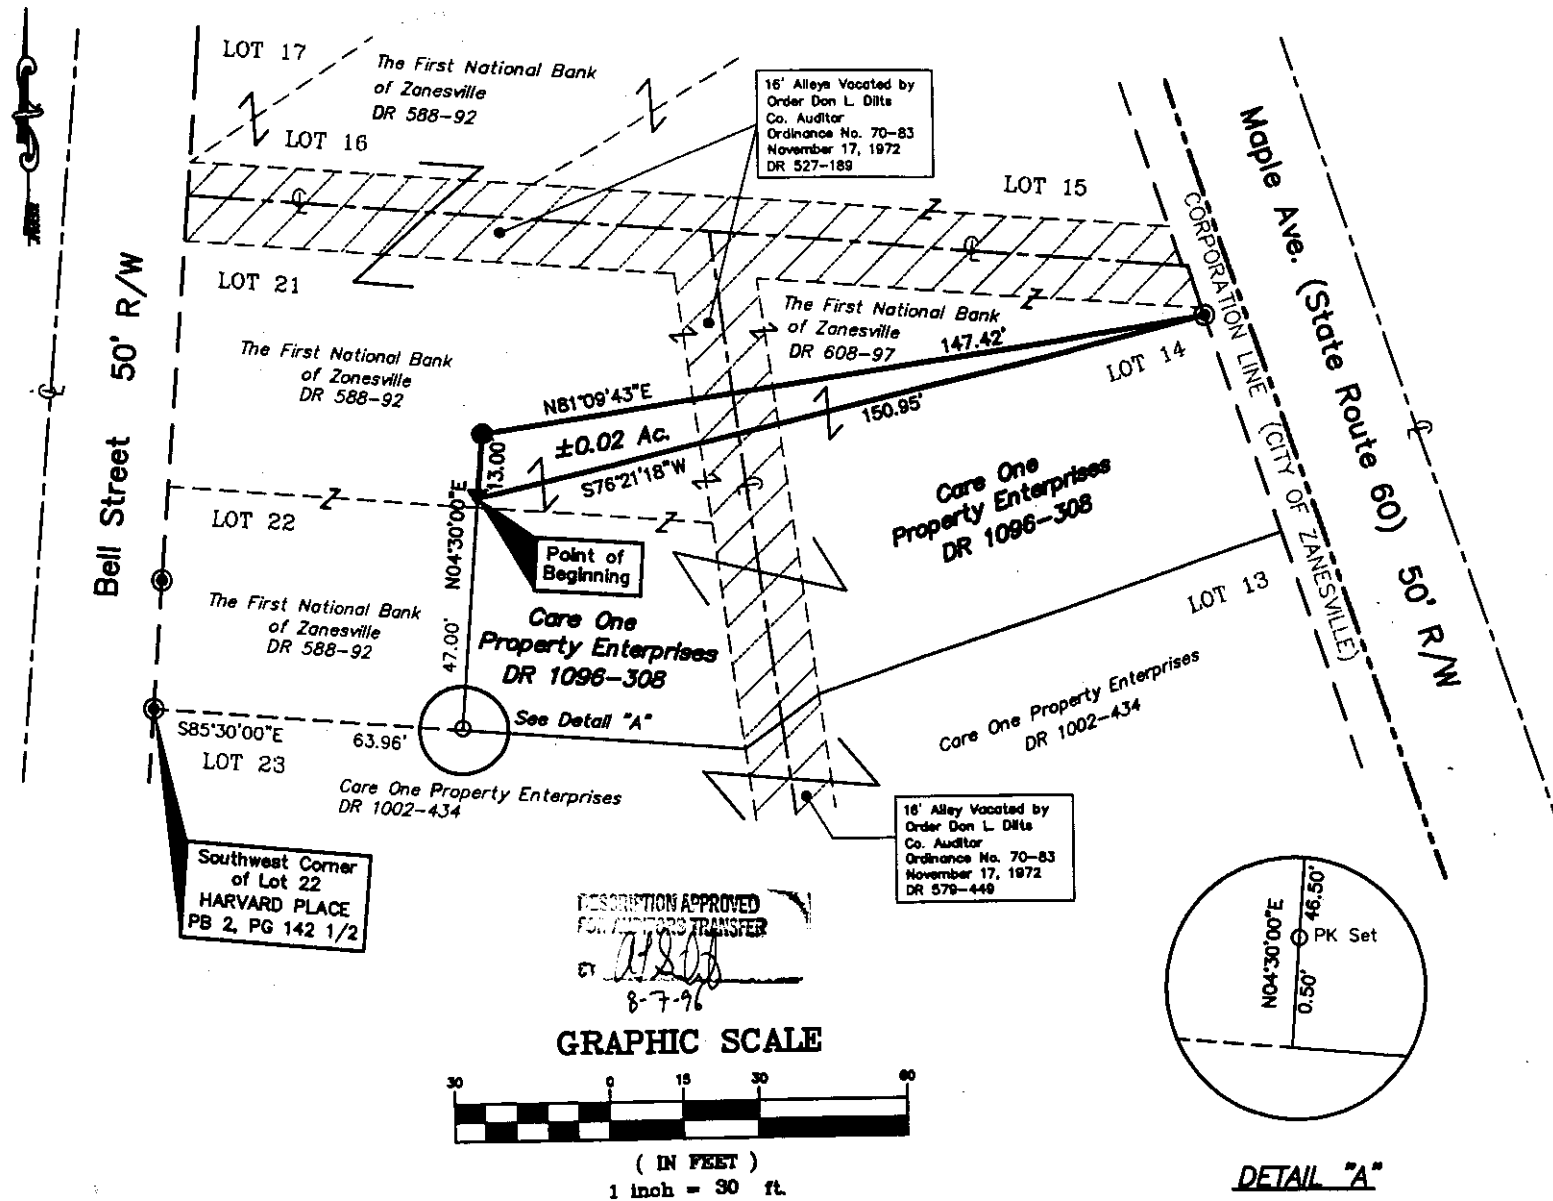 LOT 17
The First National Bank
of Zanesville
DR 588-92
LOT 16
16' Alleys Vacated by
Order Don L. Dilts
Co. Auditor
Ordinance No. 70-83
November 17, 1972
DR 527-189
LOT 15
Maple Ave. (State Route 60) 50' R/W
CORPORATION LINE (CITY OF ZANESVILLE)
Bell Street 50' R/W
LOT 21
The First National Bank
of Zonesville
DR 588-92
The First National Bank
of Zanesville
DR 608-97
147.42'
LOT 14
N81°09'43"E
150.95'
±0.02 Ac.
13.00'
S76°21'18"W
N04°30'00"E
Care One
Property Enterprises
DR 1096-308
LOT 22
Point of
Beginning
LOT 13
The First National Bank
of Zanesville
DR 588-92
47.00'
Care One
Property Enterprises
DR 1096-308
See Detail "A"
S85°30'00"E
63.96'
LOT 23
Care One Property Enterprises
DR 1002-434
Care One Property Enterprises
DR 1002-434
16' Alley Vacated by
Order Don L. Dilts
Co. Auditor
Ordinance No. 70-83
November 17, 1972
DR 579-449
Southwest Corner
of Lot 22
HARVARD PLACE
PB 2, PG 142 1/2
DESCRIPTION APPROVED
FOR AUDITORS TRANSFER
BY
8-7-96
GRAPHIC SCALE
30 0 15 30 60
( IN FEET )
1 inch = 30 ft.
N04°30'00"E
46.50'
PK Set
0.50'
DETAIL "A"